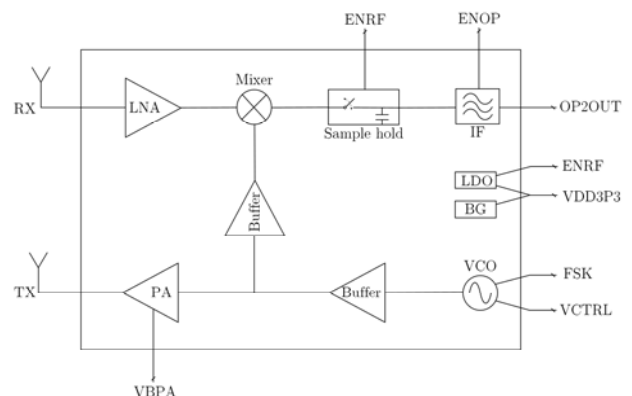 ENRF
ENOP
Mixer
RX
LNA
OP2OUT
Sample hold
IF
ENRF
LDO
VDD3P3
BG
Buffer
VCO
FSK
TX
PA
Buffer
VCTRL
VBPA